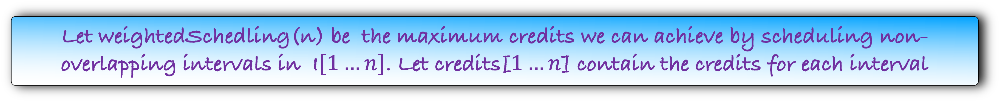 Let weightedSchedling(n) be the maximum credits we can achieve by scheduling non-
overlapping intervals in I[1 ... n]. Let credits[1 ... n] contain the credits for each interval